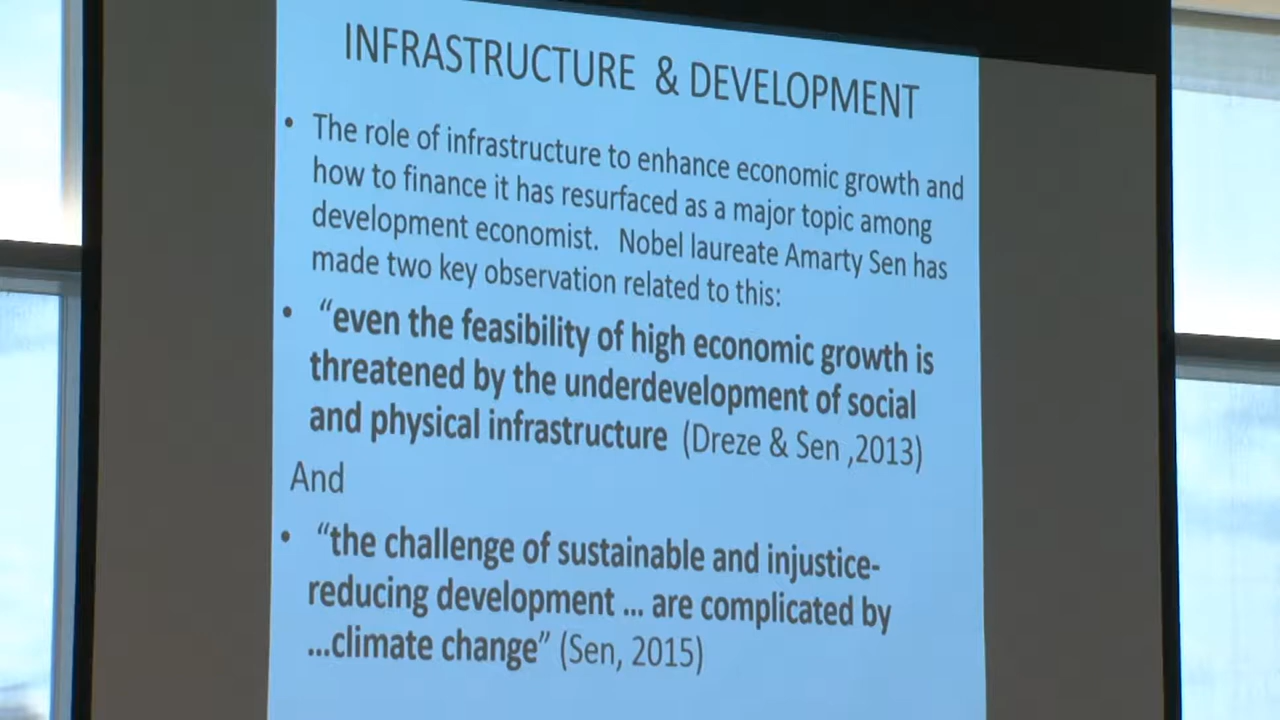 INFRASTRUCTURE & DEVELOPMENT
• The role of infrastructure to enhance economic growth and
how to finance it has resurfaced as a major topic among
development economist. Nobel laureate Amarty Sen has
made two key observation related to this:
• “even the feasibility of high economic growth is
threatened by the underdevelopment of social
and physical infrastructure (Dreze & Sen ,2013)
And
• “the challenge of sustainable and injustice-
reducing development ... are complicated by
...climate change” (Sen, 2015)